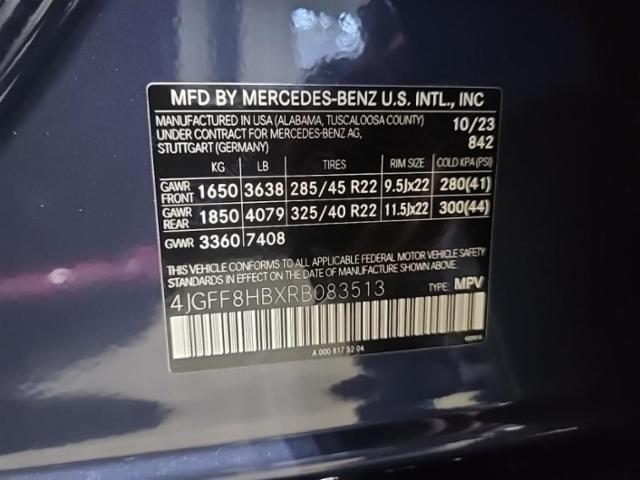 MFD BY MERCEDES-BENZ U.S. INTL., INC
MANUFACTURED IN USA (ALABAMA, TUSCALOOSA COUNTY) 10/23
UNDER CONTRACT FOR MERCEDES-BENZ AG, 842
STUTTGART (GERMANY)
KG LB TIRES RIM SIZE COLD KPA (PSI)
GAWR FRONT 1650 3638 285/45 R22 9.5Jx22 280(41)
GAWR REAR 1850 4079 325/40 R22 11.5Jx22 300(44)
GVWR 3360 7408
THIS VEHICLE CONFORMS TO ALL APPLICABLE FEDERAL MOTOR VEHICLE SAFETY
STANDARDS IN EFFECT ON THE DATE OF MANUFACTURE SHOWN ABOVE.
4JGFF8HBXRB083513 TYPE: MPV
A 000 817 52 04